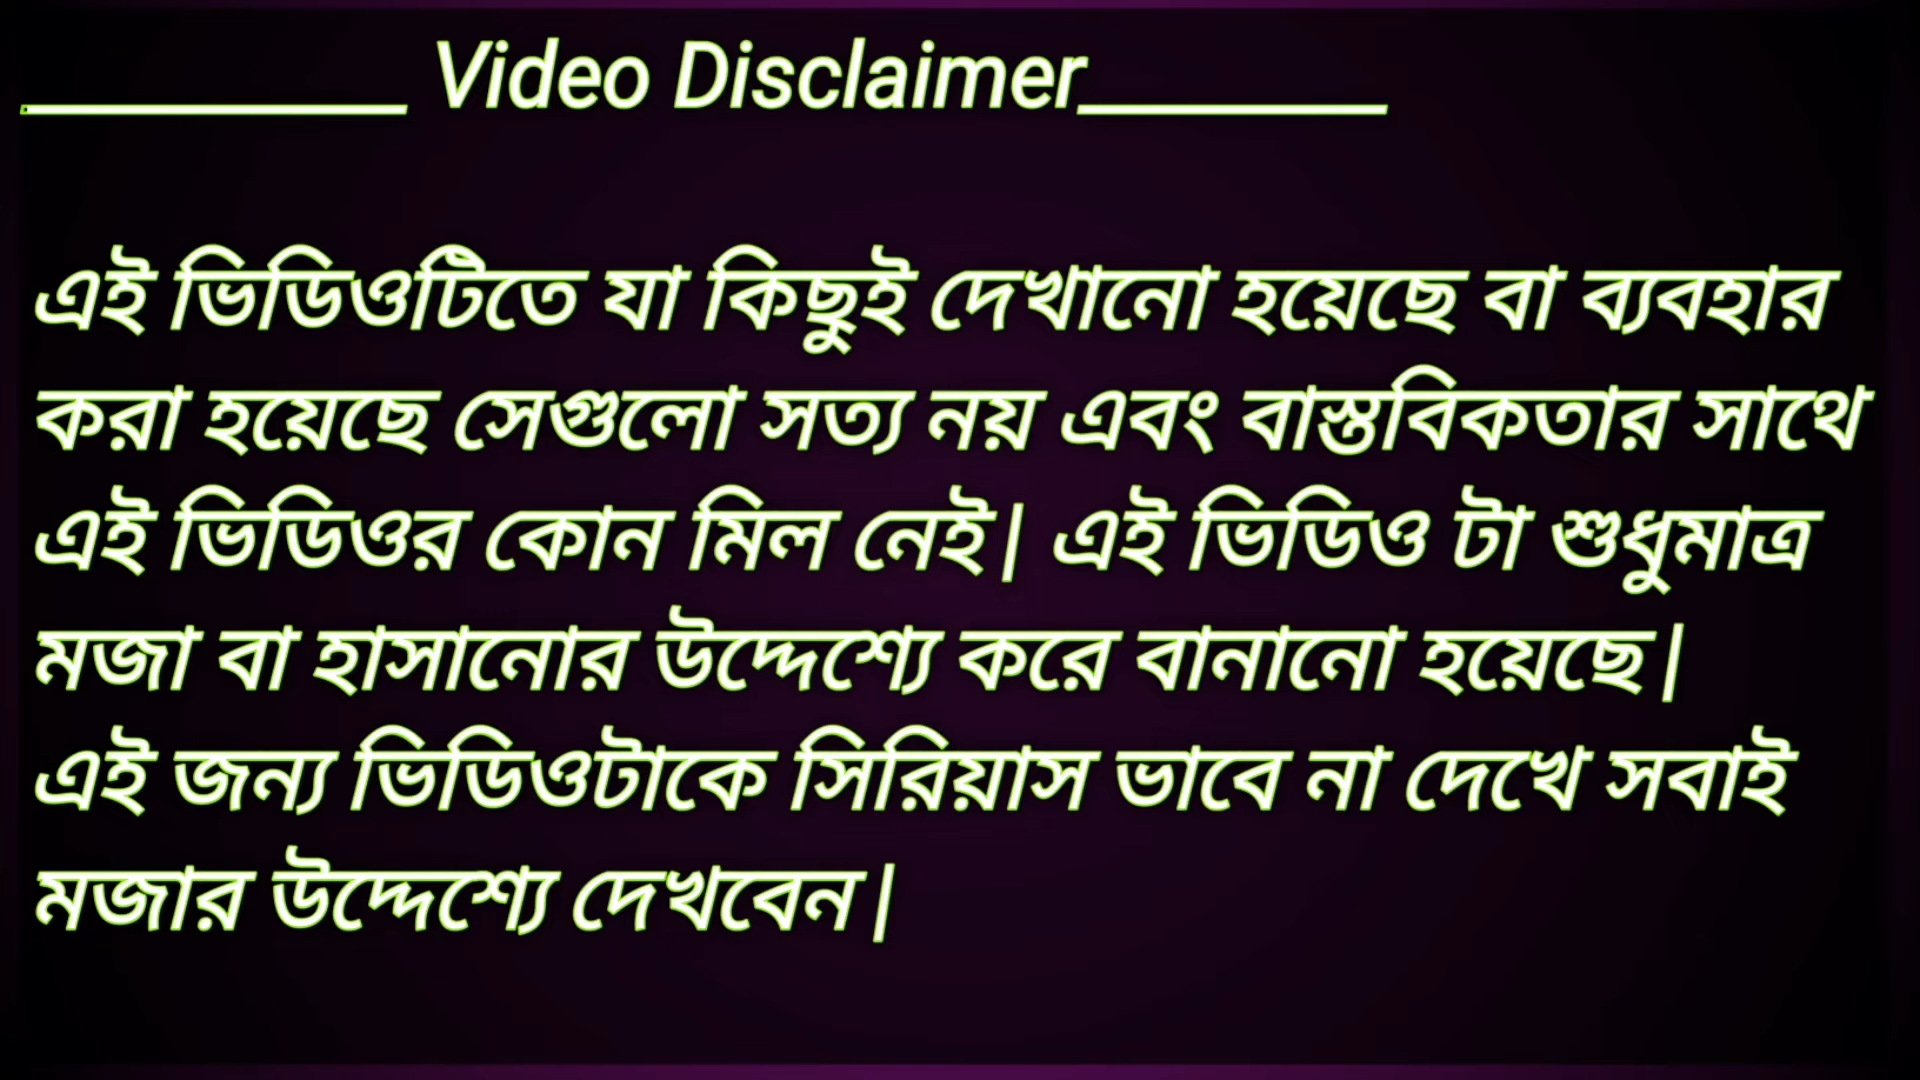 __________ Video Disclaimer________
এই ভিডিওটিতে যা কিছুই দেখানো হয়েছে বা ব্যবহার
করা হয়েছে সেগুলো সত্য নয় এবং বাস্তবিকতার সাথে
এই ভিডিওর কোন মিল নেই| এই ভিডিও টা শুধুমাত্র
মজা বা হাসানোর উদ্দেশ্যে করে বানানো হয়েছে|
এই জন্য ভিডিওটাকে সিরিয়াস ভাবে না দেখে সবাই
মজার উদ্দেশ্যে দেখবেন|